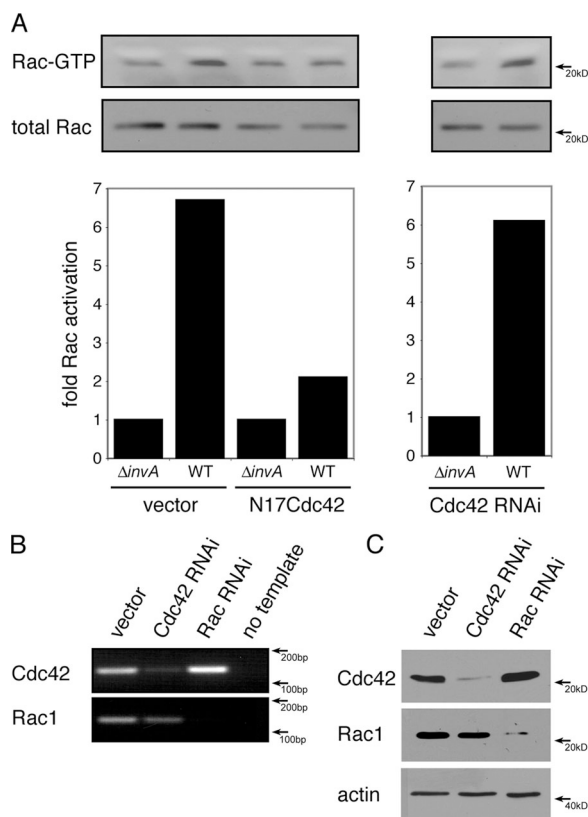 A
Rac-GTP
20kD
total Rac
20kD
fold Rac activation
7
6
5
4
3
2
1
0
ΔinvA
WT
ΔinvA
WT
vector
N17Cdc42
7
6
5
4
3
2
1
0
ΔinvA
WT
Cdc42 RNAi
B
vector
Cdc42 RNAi
Rac RNAi
no template
Cdc42
200bp
100bp
Rac1
200bp
100bp
C
vector
Cdc42 RNAi
Rac RNAi
Cdc42
20kD
Rac1
20kD
actin
40kD